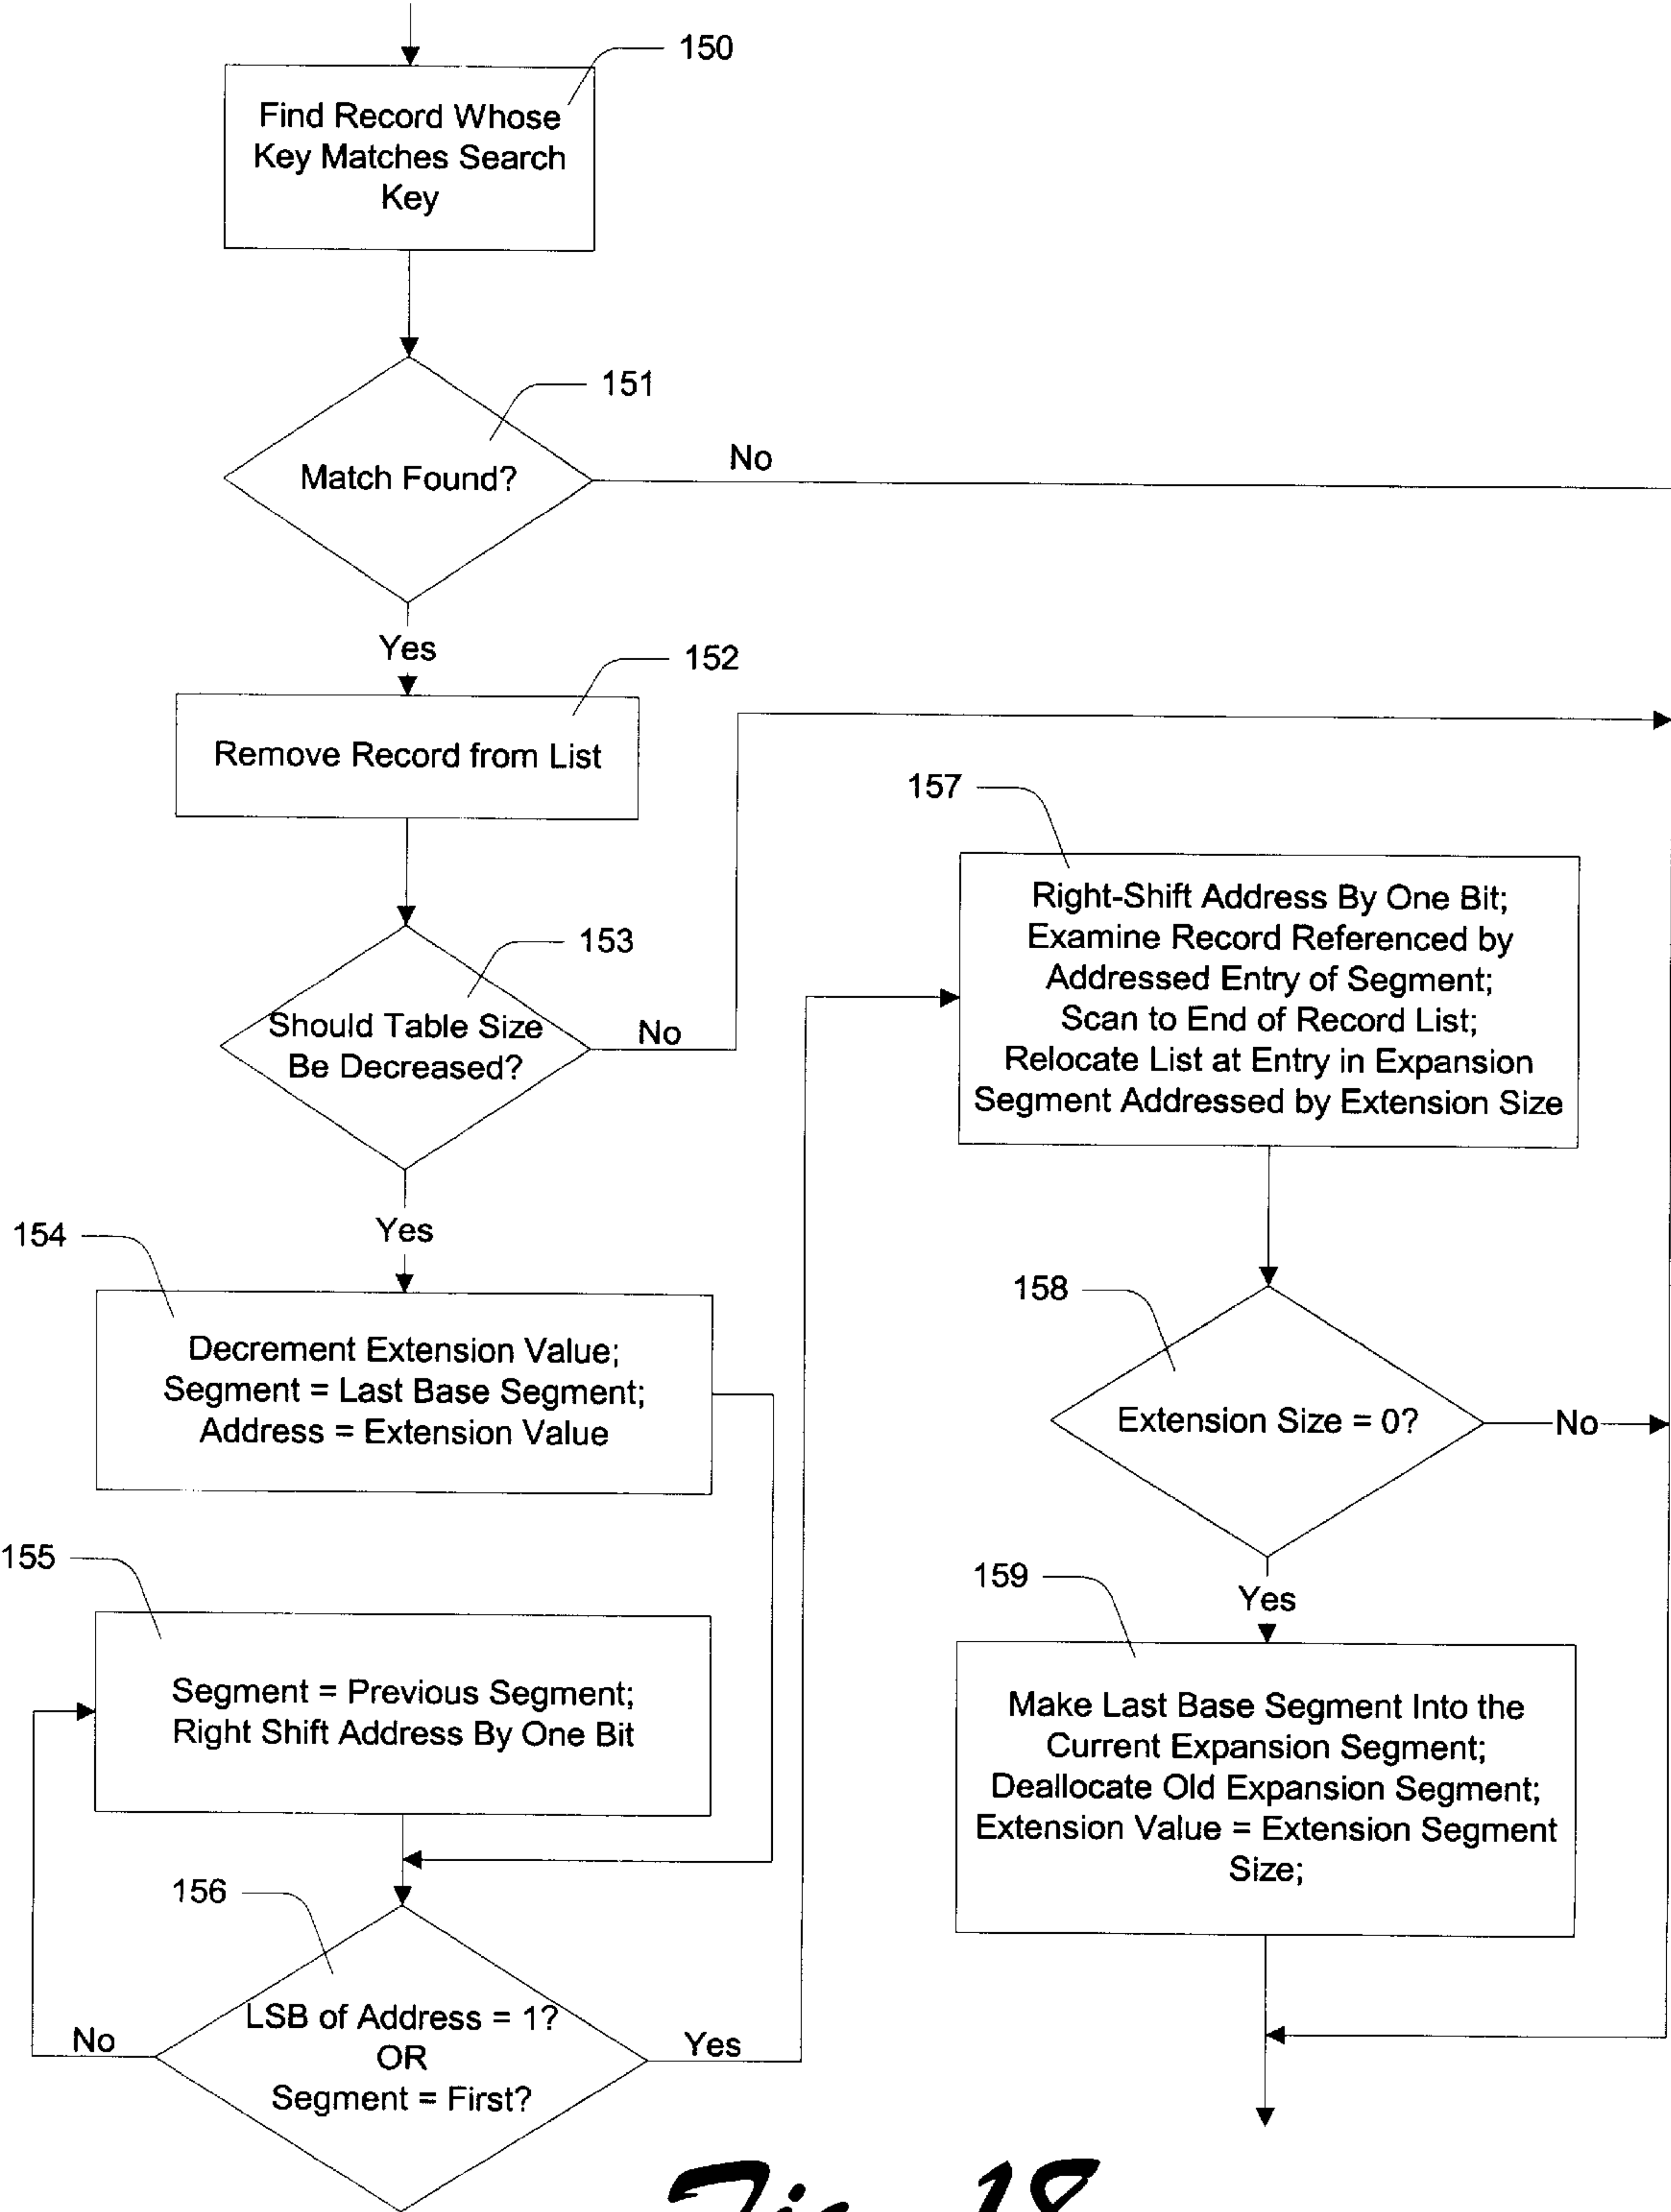 150
Find Record Whose
Key Matches Search
Key
151
Match Found?
No
Yes
152
Remove Record from List
153
Should Table Size
Be Decreased?
No
Yes
154
Decrement Extension Value;
Segment = Last Base Segment;
Address = Extension Value
155
Segment = Previous Segment;
Right Shift Address By One Bit
156
LSB of Address = 1?
OR
Segment = First?
No
Yes
157
Right-Shift Address By One Bit;
Examine Record Referenced by
Addressed Entry of Segment;
Scan to End of Record List;
Relocate List at Entry in Expansion
Segment Addressed by Extension Size
158
Extension Size = 0?
No
Yes
159
Make Last Base Segment Into the
Current Expansion Segment;
Deallocate Old Expansion Segment;
Extension Value = Extension Segment
Size;
Fig. 18